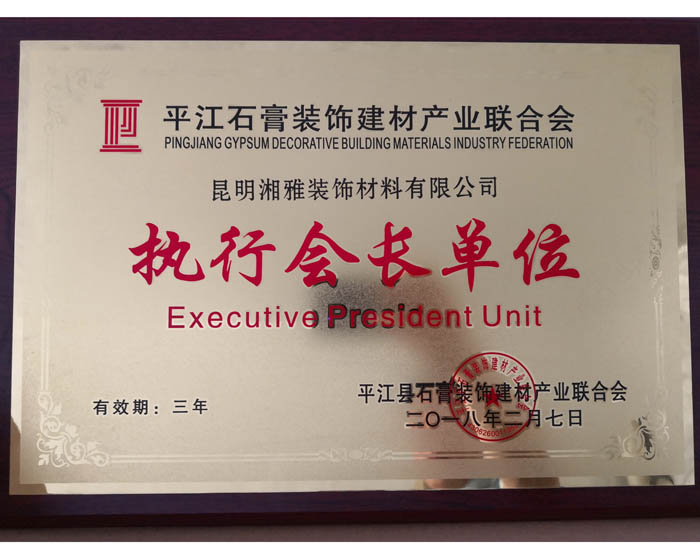 平江石膏装饰建材产业联合会
PINGJIANG GYPSUM DECORATIVE BUILDING MATERIALS INDUSTRY FEDERATION
昆明湘雅装饰材料有限公司
执行会长单位
Executive President Unit
平江县石膏装饰建材产业联合会
有效期：三年
二〇一八年二月七日